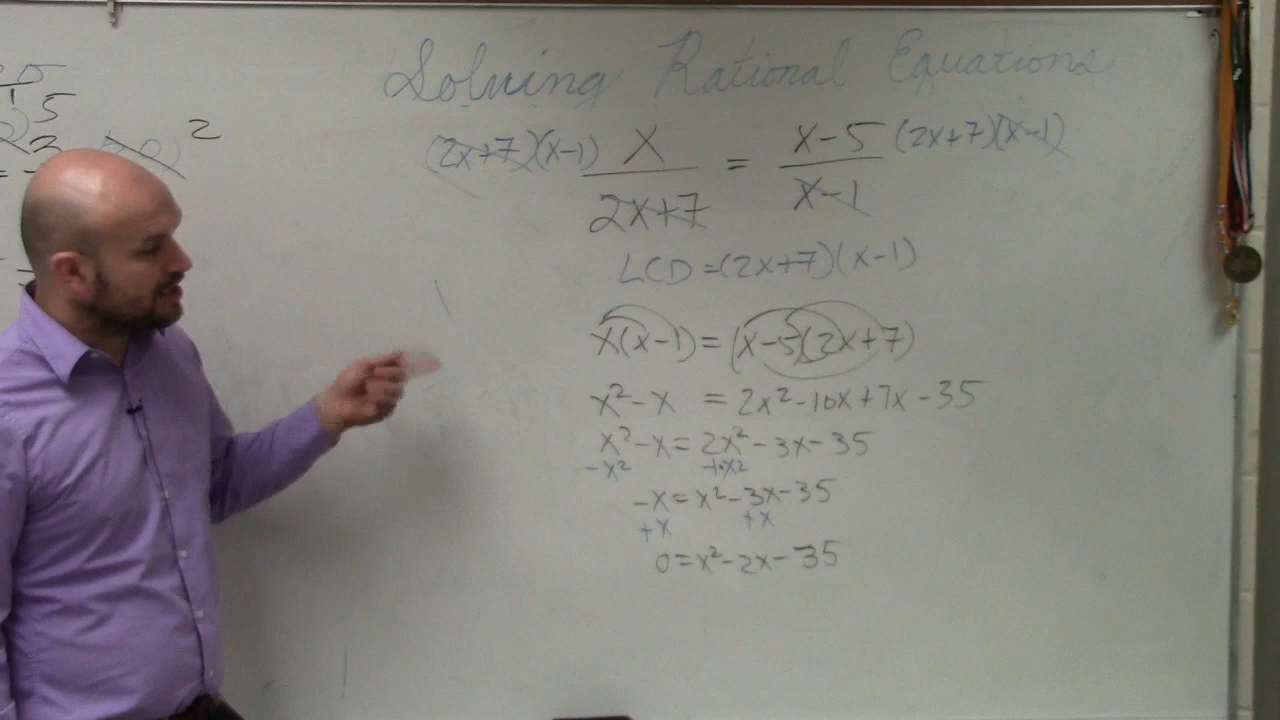 Solving Rational Equations
5
2
(2x+7)(x-1) x/2x+7 = x-5/x-1 (2x+7)(x-1)
LCD=(2x+7)(x-1)
x(x-1)=(x-5)(2x+7)
x²-x = 2x²-10x+7x-35
x²-x=2x²-3x-35
-x² -x²
-x=x²-3x-35
+x +x
0=x²-2x-35